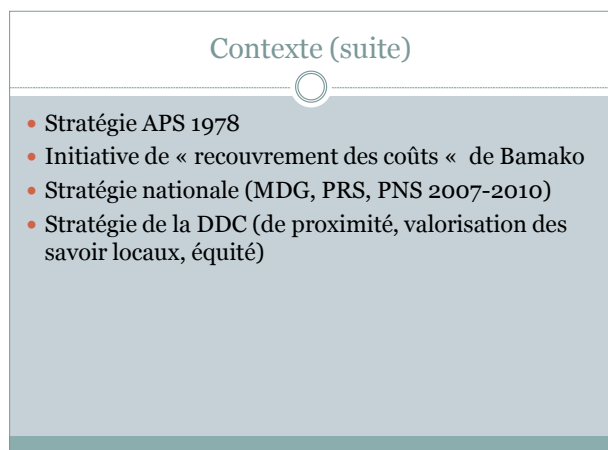 Contexte (suite)
• Stratégie APS 1978
• Initiative de « recouvrement des coûts «  de Bamako
• Stratégie nationale (MDG, PRS, PNS 2007-2010)
• Stratégie de la DDC (de proximité, valorisation des
savoir locaux, équité)